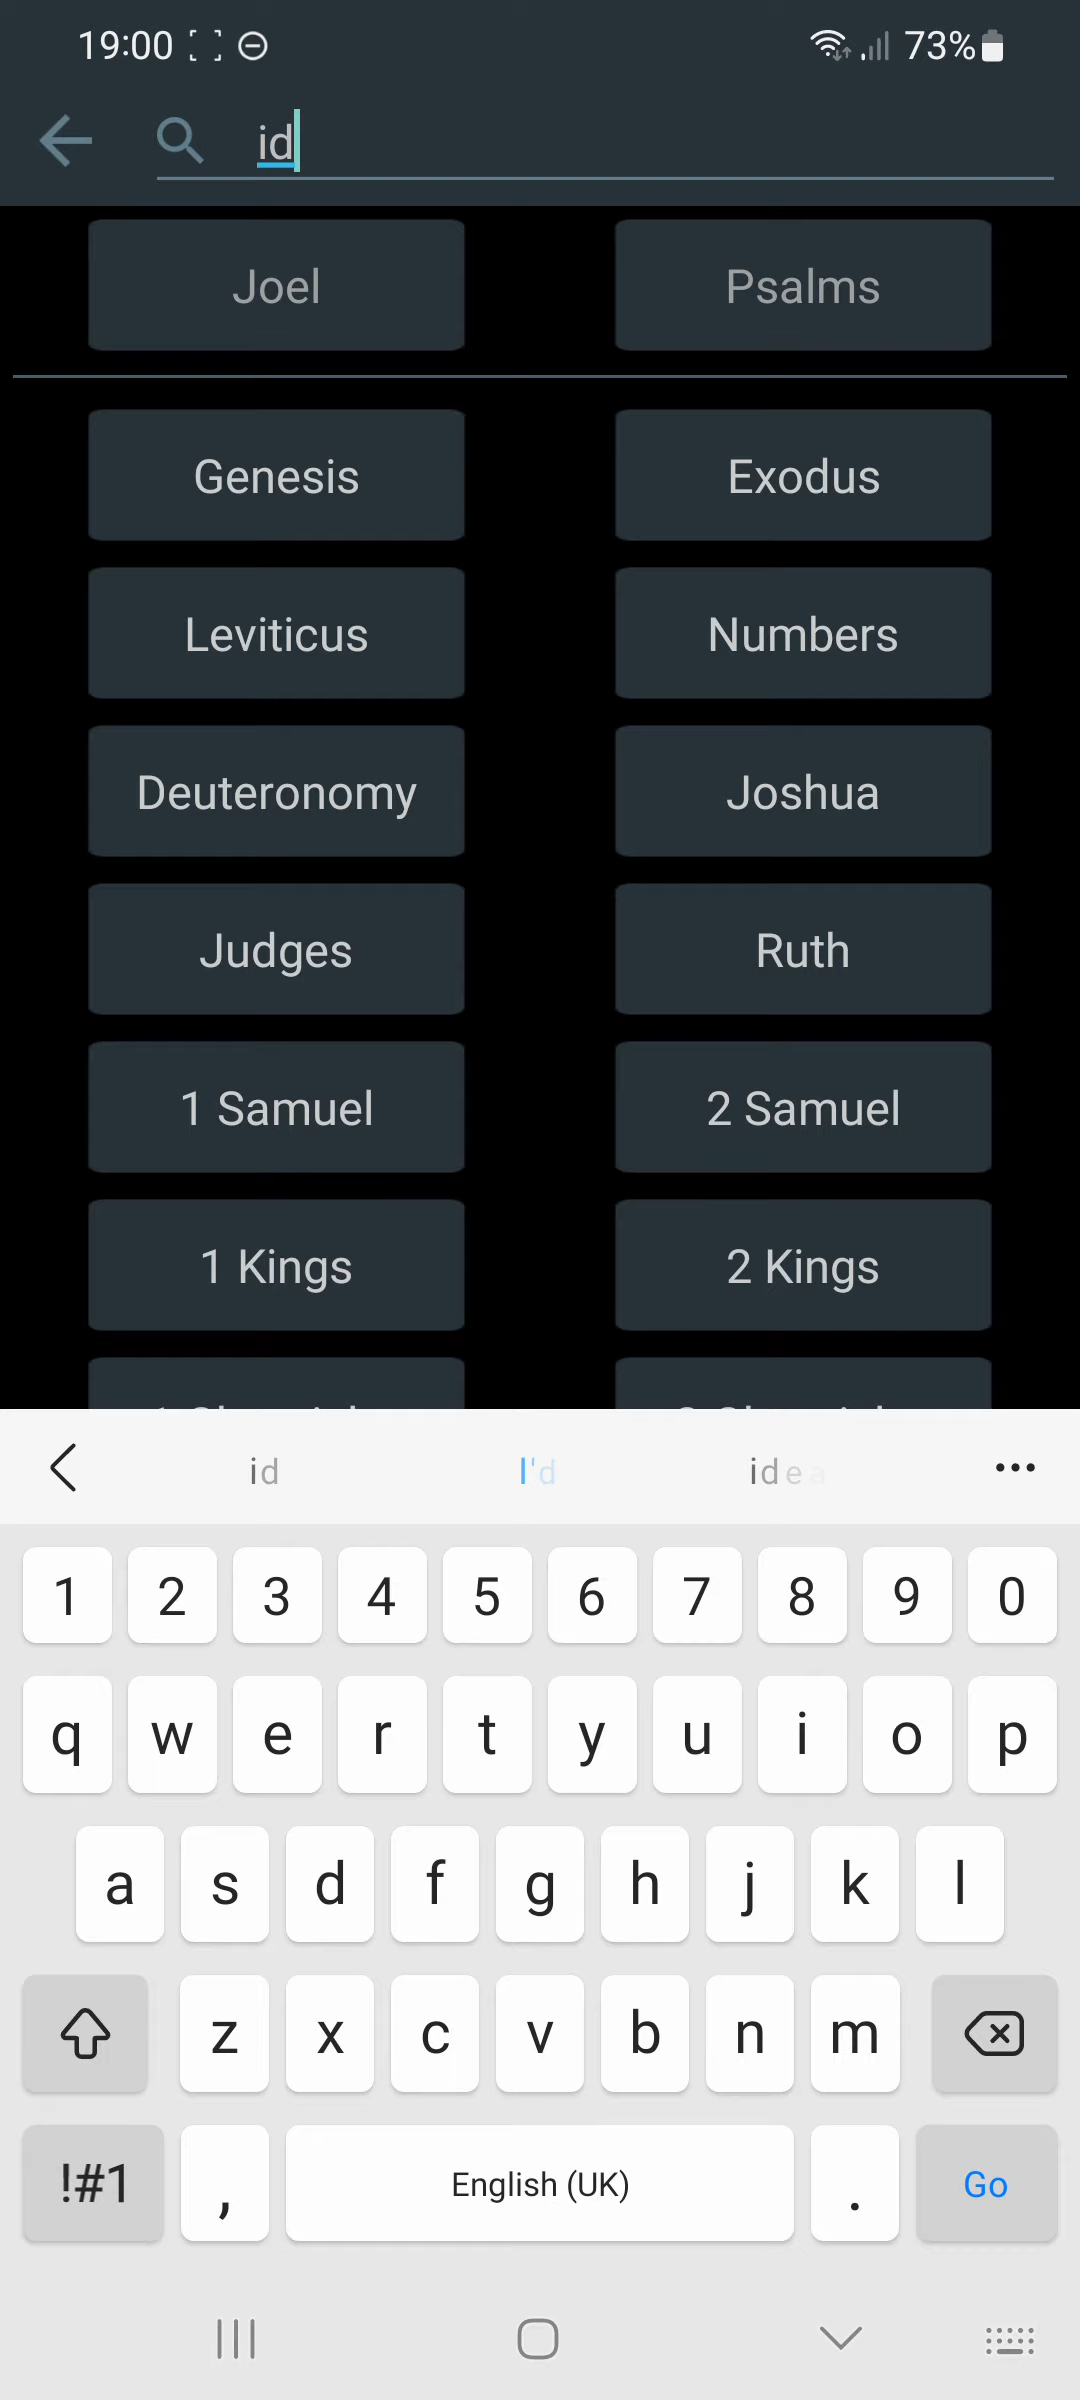 19:00 73%
id
Joel Psalms
Genesis Exodus
Leviticus Numbers
Deuteronomy Joshua
Judges Ruth
1 Samuel 2 Samuel
1 Kings 2 Kings
id I'd idea
1 2 3 4 5 6 7 8 9 0
q w e r t y u i o p
a s d f g h j k l
z x c v b n m
!#1 , English (UK) . Go